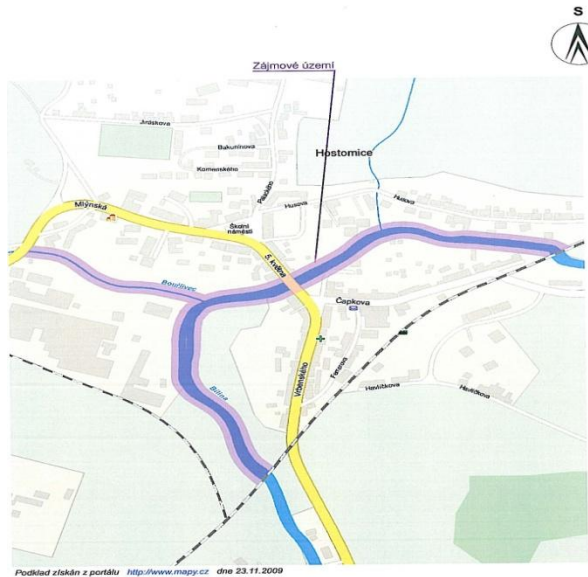 S
Zájmové území
Jiráskova
Bakuninova
Komenského
Hostomice
Palackého
Mlýnská
Husova
Husova
Školní
náměstí
5. května
Bouřlivec
Čapkova
Vrbenského
Fibichova
Bílina
Havlíčkova
Havlíčkova
Podklad získán z portálu http://www.mapy.cz dne 23.11.2009